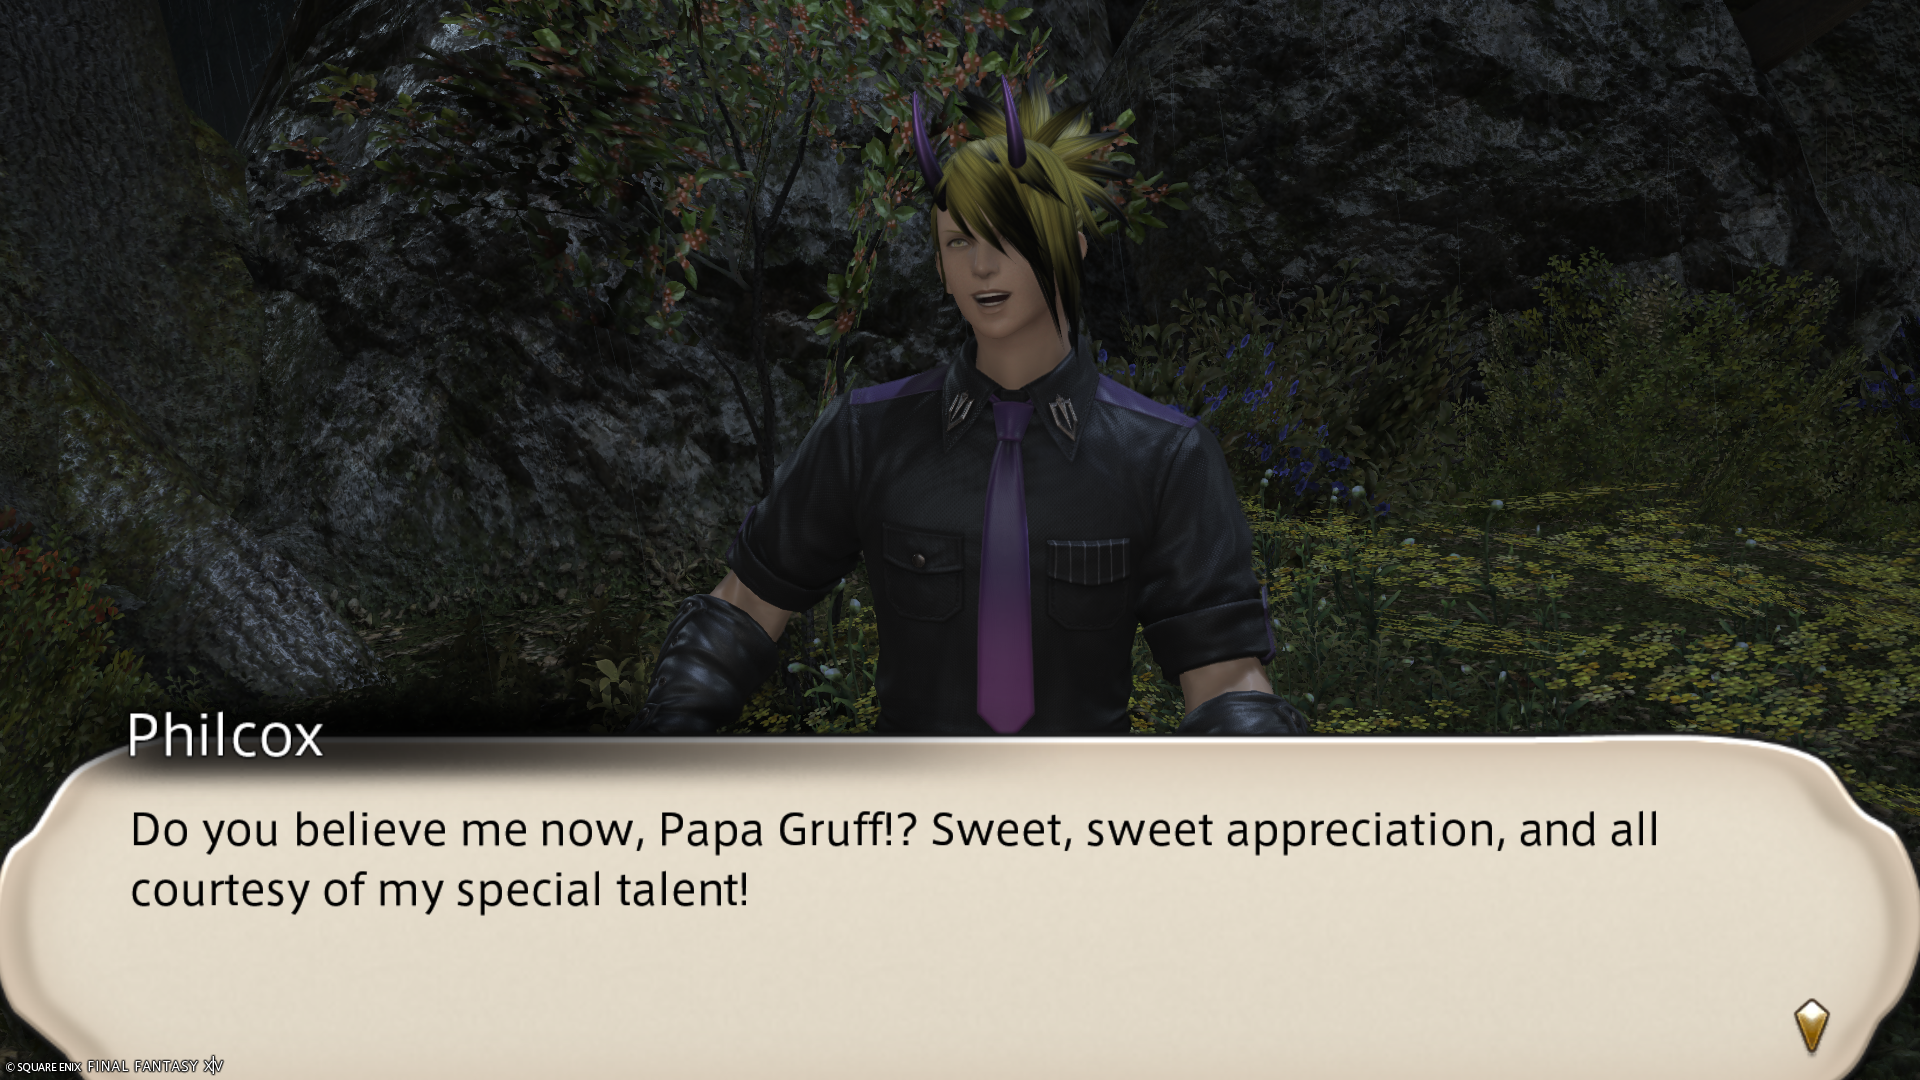 Philcox
Do you believe me now, Papa Gruff!? Sweet, sweet appreciation, and all
courtesy of my special talent!
© SQUARE ENIX FINAL FANTASY XIV